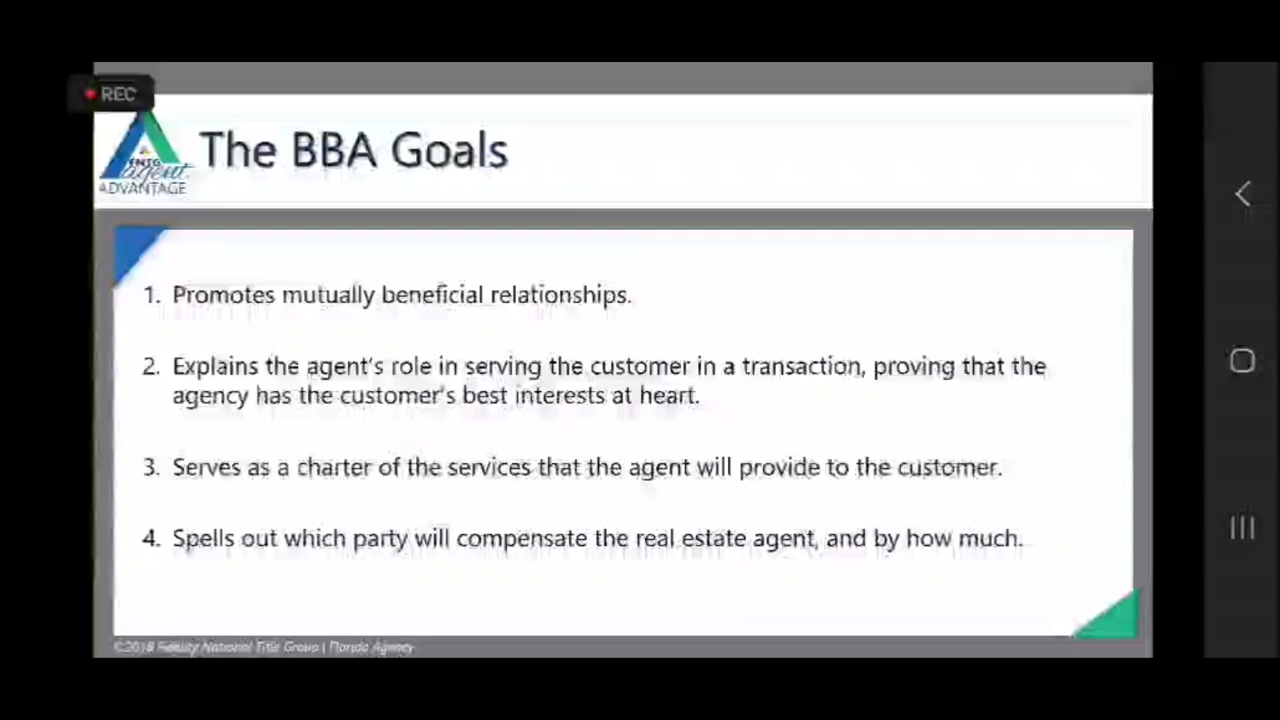 REC
The BBA Goals
FNTG
agent
ADVANTAGE
1. Promotes mutually beneficial relationships.
2. Explains the agent's role in serving the customer in a transaction, proving that the
agency has the customer's best interests at heart.
3. Serves as a charter of the services that the agent will provide to the customer.
4. Spells out which party will compensate the real estate agent, and by how much.
©2018 Fidelity National Title Group | Florida Agency